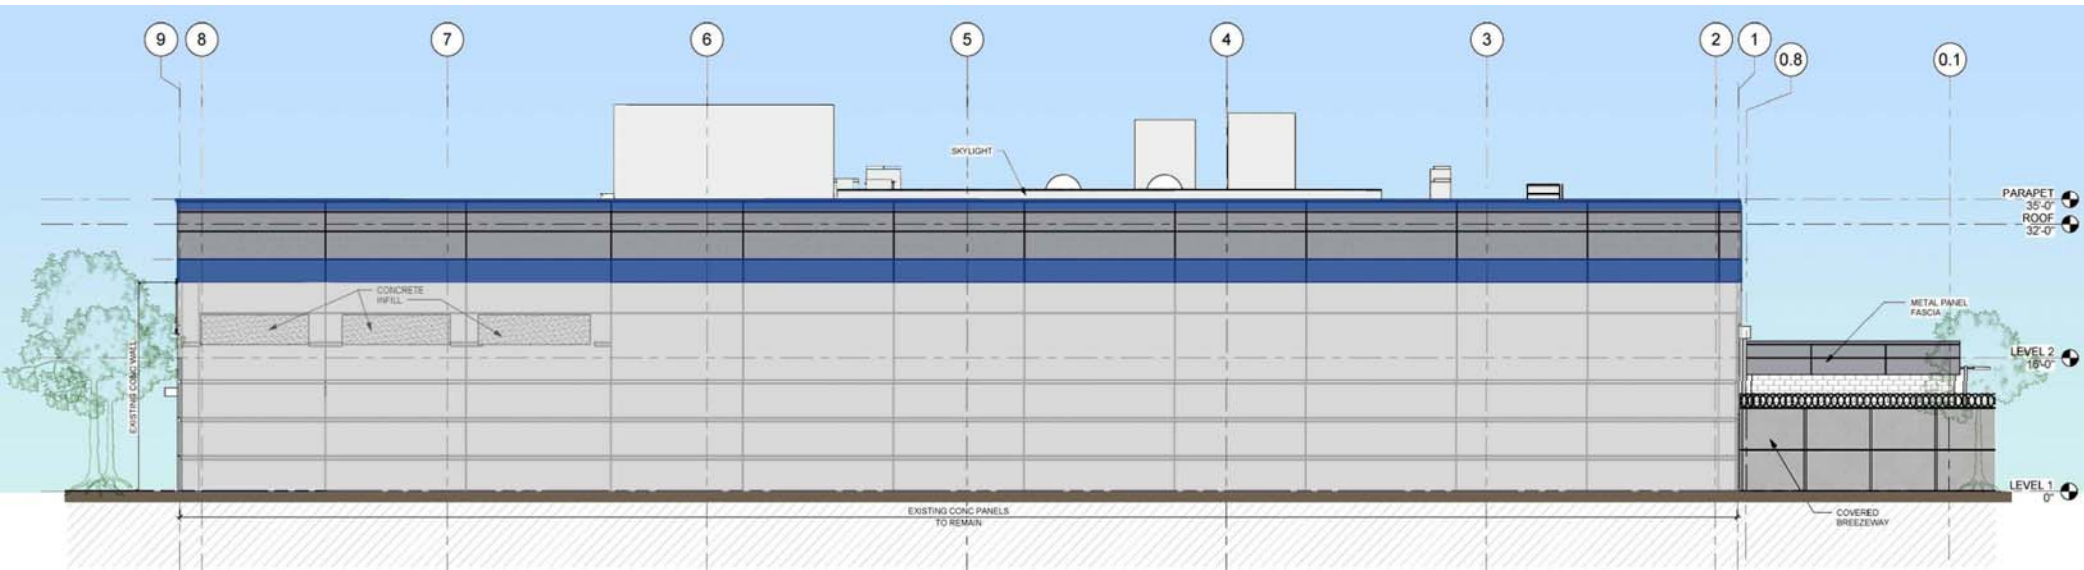 9 8 7 6 5 4 3 2 1
0.8 0.1
SKYLIGHT
PARAPET
35'-0"
ROOF
32'-0"
CONCRETE
INFILL
METAL PANEL
FASCIA
EXISTING CONC WALL
LEVEL 2
16'-0"
LEVEL 1
0"
EXISTING CONC PANELS
TO REMAIN
COVERED
BREEZEWAY